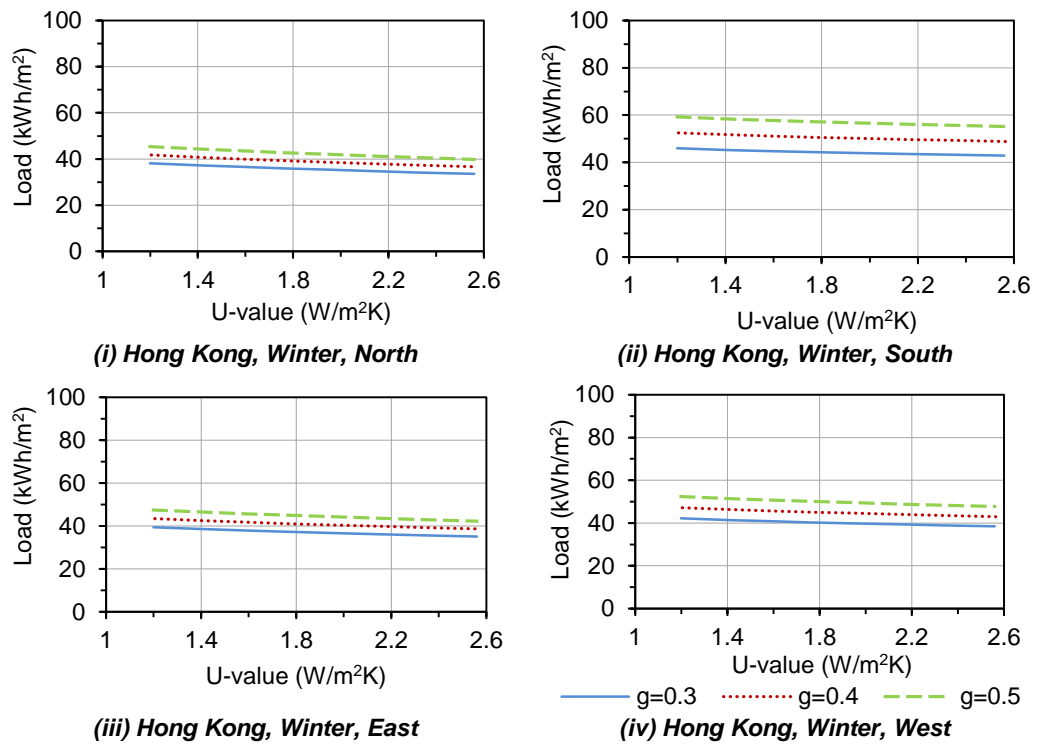 100
80
60
40
20
0
Load (kWh/m²)
1 1.4 1.8 2.2 2.6
U-value (W/m²K)
(i) Hong Kong, Winter, North
100
80
60
40
20
0
Load (kWh/m²)
1 1.4 1.8 2.2 2.6
U-value (W/m²K)
(ii) Hong Kong, Winter, South
100
80
60
40
20
0
Load (kWh/m²)
1 1.4 1.8 2.2 2.6
U-value (W/m²K)
(iii) Hong Kong, Winter, East
100
80
60
40
20
0
Load (kWh/m²)
1 1.4 1.8 2.2 2.6
U-value (W/m²K)
g=0.3 g=0.4 g=0.5
(iv) Hong Kong, Winter, West